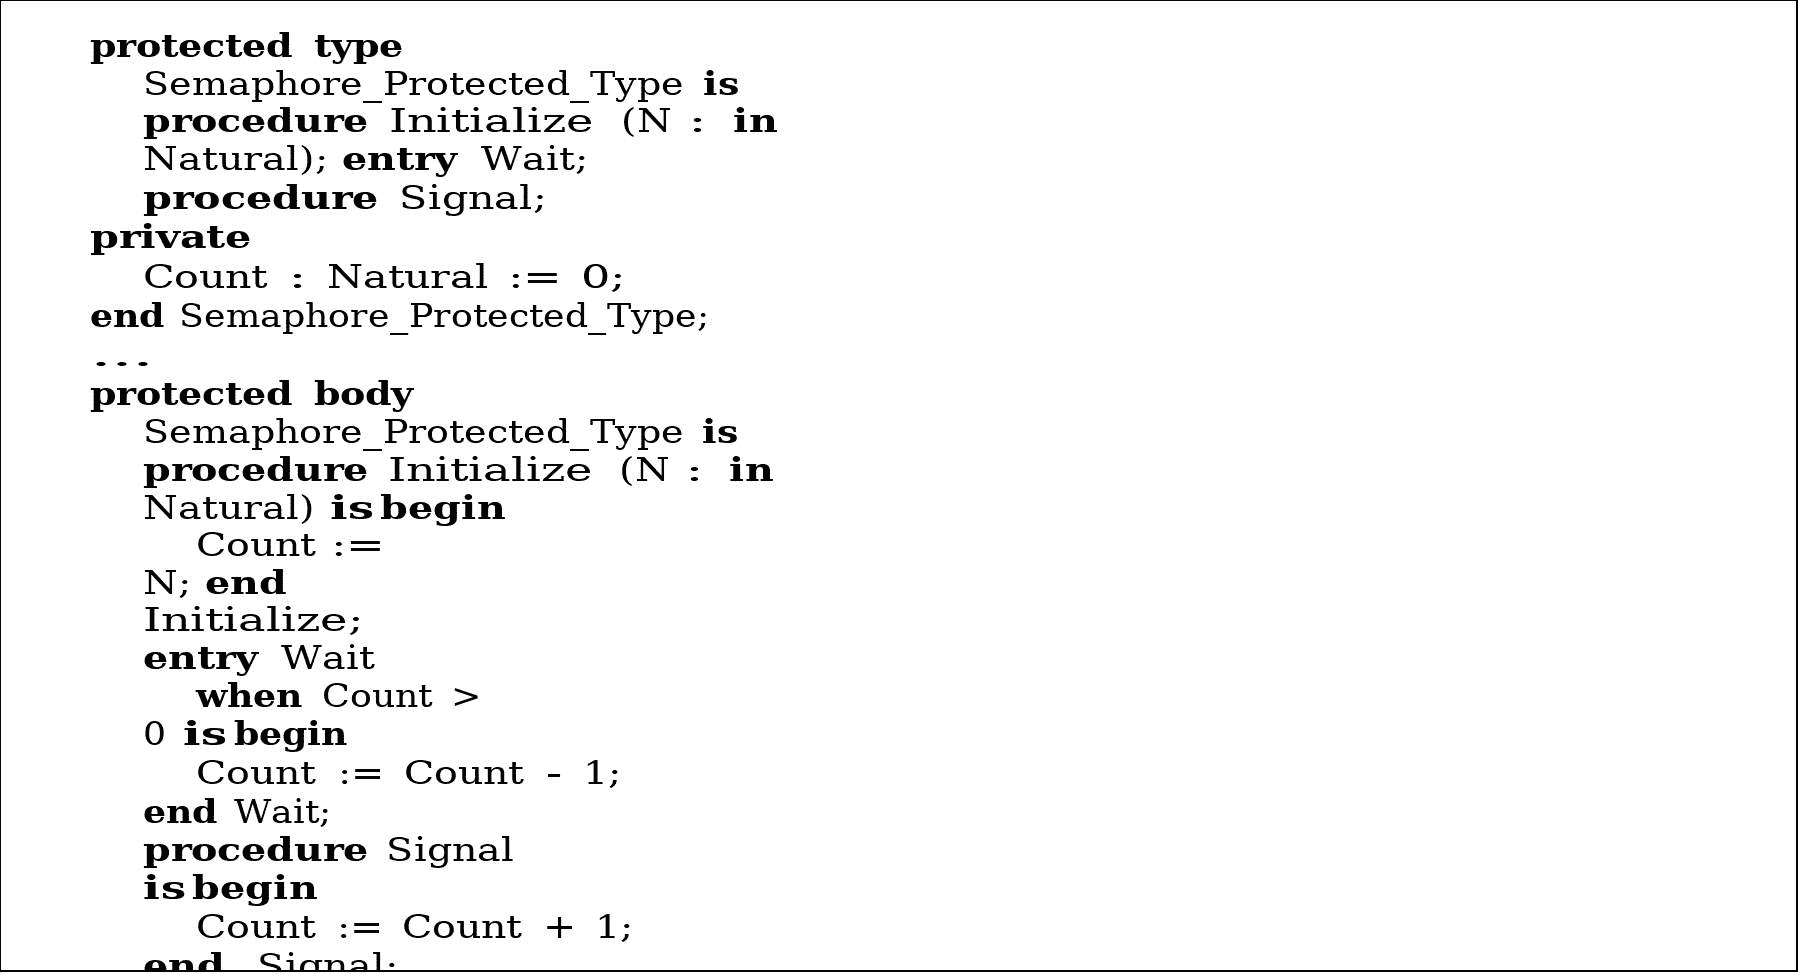 protected type
Semaphore_Protected_Type is
procedure Initialize (N : in
Natural); entry Wait;
procedure Signal;
private
Count : Natural := 0;
end Semaphore_Protected_Type;
...
protected body
Semaphore_Protected_Type is
procedure Initialize (N : in
Natural) is begin
Count :=
N; end
Initialize;
entry Wait
when Count >
0 is begin
Count := Count - 1;
end Wait;
procedure Signal
is begin
Count := Count + 1;
end Signal;